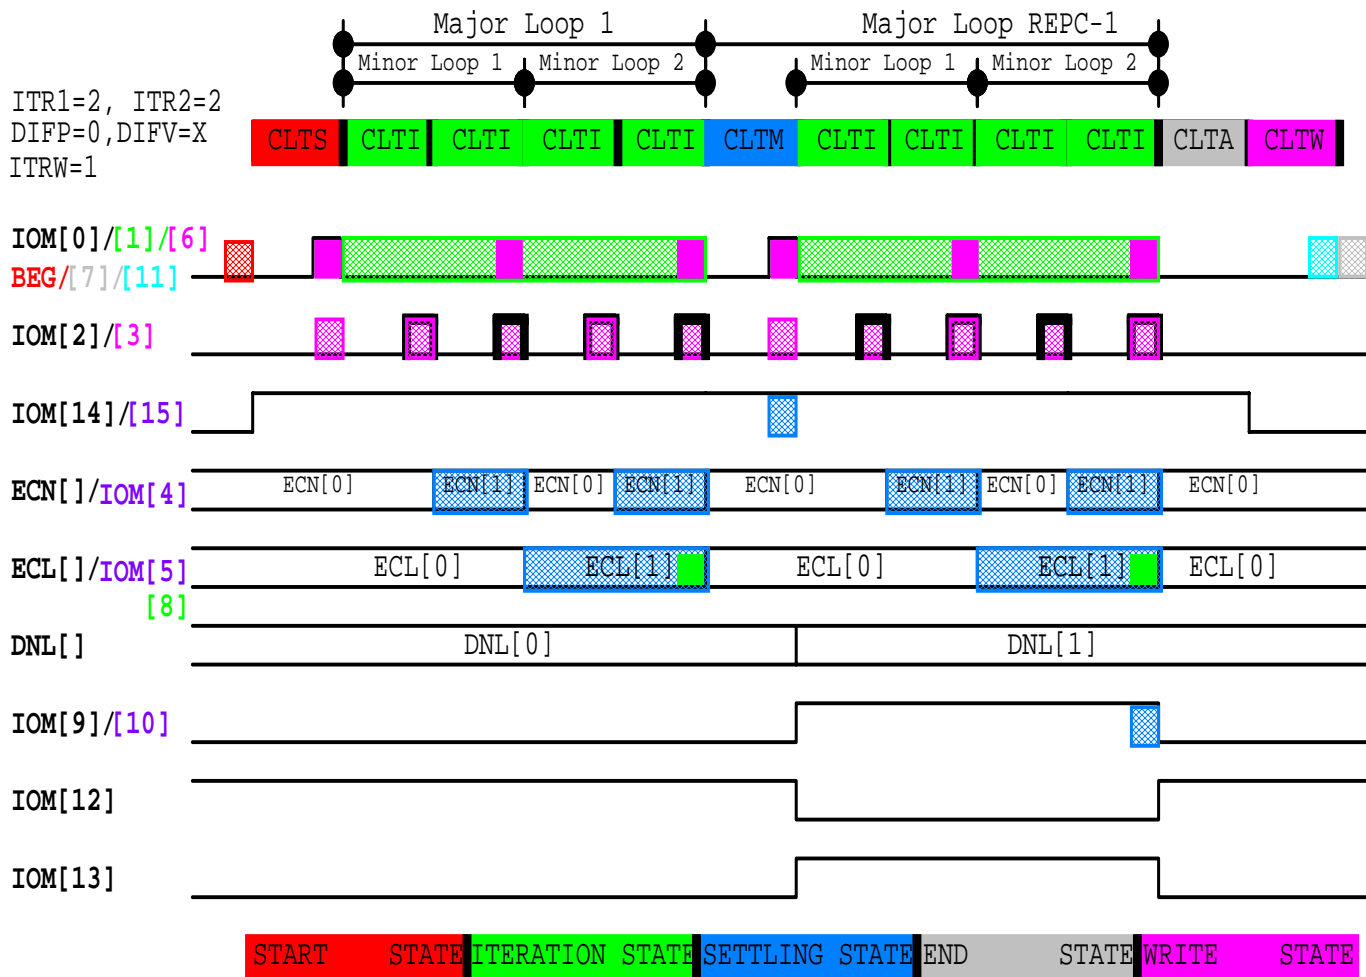 Major Loop 1 Major Loop REPC-1
Minor Loop 1 Minor Loop 2 Minor Loop 1 Minor Loop 2
ITR1=2, ITR2=2
DIFP=0,DIFV=X
ITRW=1
CLTS CLTI CLTI CLTI CLTI CLTM CLTI CLTI CLTI CLTI CLTA CLTW
IOM[0]/[1]/[6]
BEG/[7]/[11]
IOM[2]/[3]
IOM[14]/[15]
ECN[]/IOM[4] ECN[0] ECN[1] ECN[0] ECN[1] ECN[0] ECN[1] ECN[0] ECN[1] ECN[0]
ECL[]/IOM[5] ECL[0] ECL[1] ECL[0] ECL[1] ECL[0]
[8]
DNL[] DNL[0] DNL[1]
IOM[9]/[10]
IOM[12]
IOM[13]
START STATE ITERATION STATE SETTLING STATE END STATE WRITE STATE